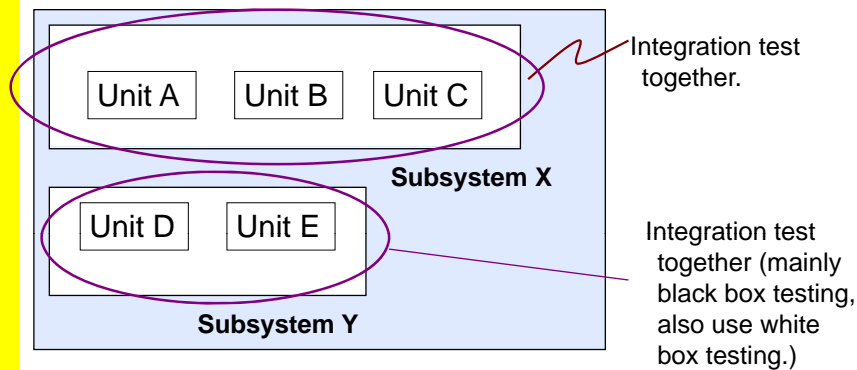 Integration test
together.
Unit A
Unit B
Unit C
Subsystem X
Unit D
Unit E
Integration test
together (mainly
black box testing,
also use white
box testing.)
Subsystem Y